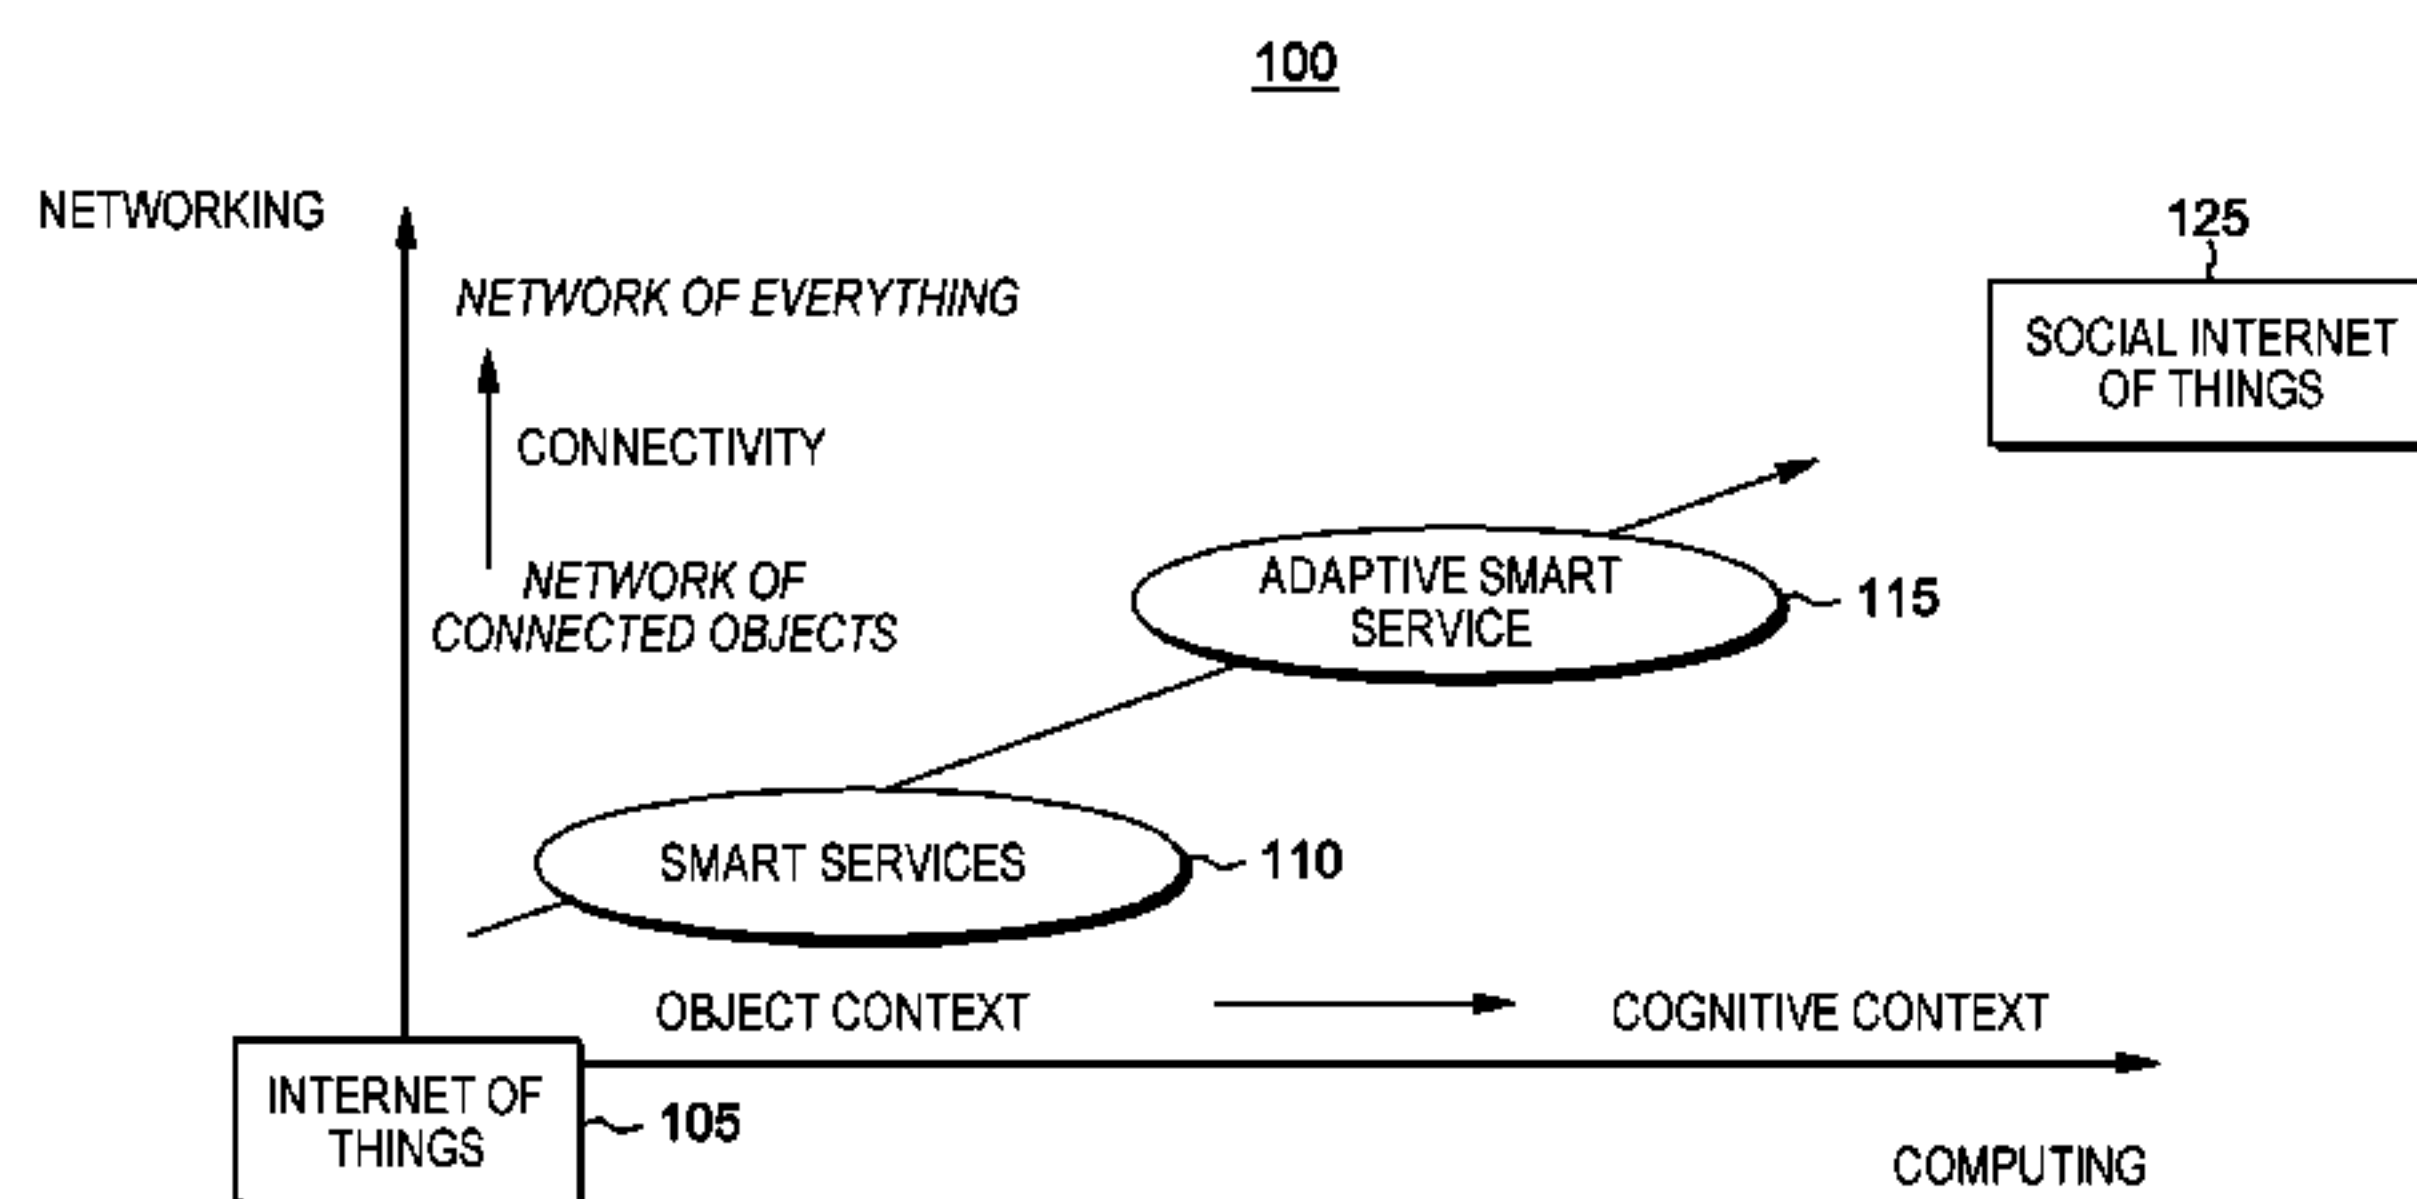 100
NETWORKING
125
NETWORK OF EVERYTHING
SOCIAL INTERNET
OF THINGS
CONNECTIVITY
NETWORK OF
CONNECTED OBJECTS
ADAPTIVE SMART
SERVICE
115
SMART SERVICES
110
OBJECT CONTEXT
COGNITIVE CONTEXT
INTERNET OF
THINGS
105
COMPUTING